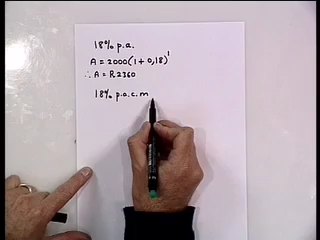 18% p.a.
A = 2000(1 + 0,18)¹
∴ A = R2360
18% p.a.c.m